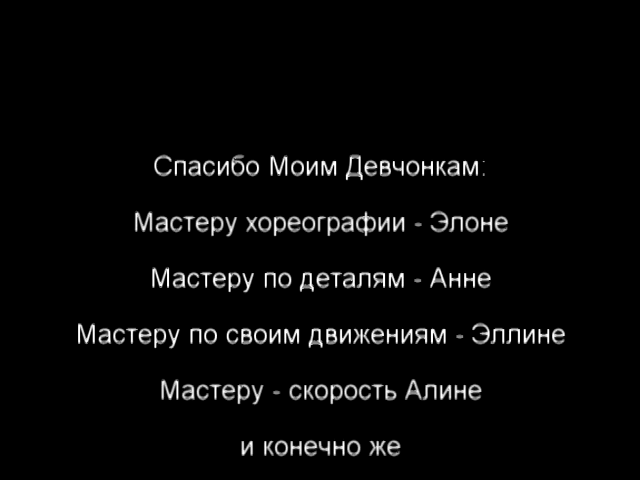 Спасибо Моим Девчонкам:
Мастеру хореографии - Элоне
Мастеру по деталям - Анне
Мастеру по своим движениям - Эллине
Мастеру - скорость Алине
и конечно же